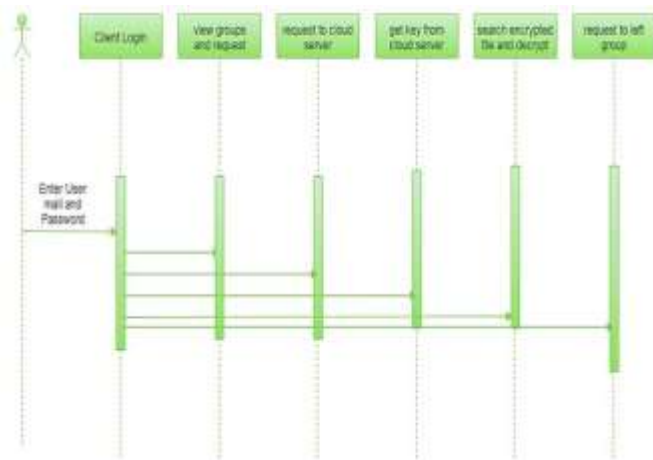 Client Login
view groups
and request
request to cloud
server
get key from
cloud server
search encrypted
file and decrypt
request to left
group
Enter User
mail and
Password